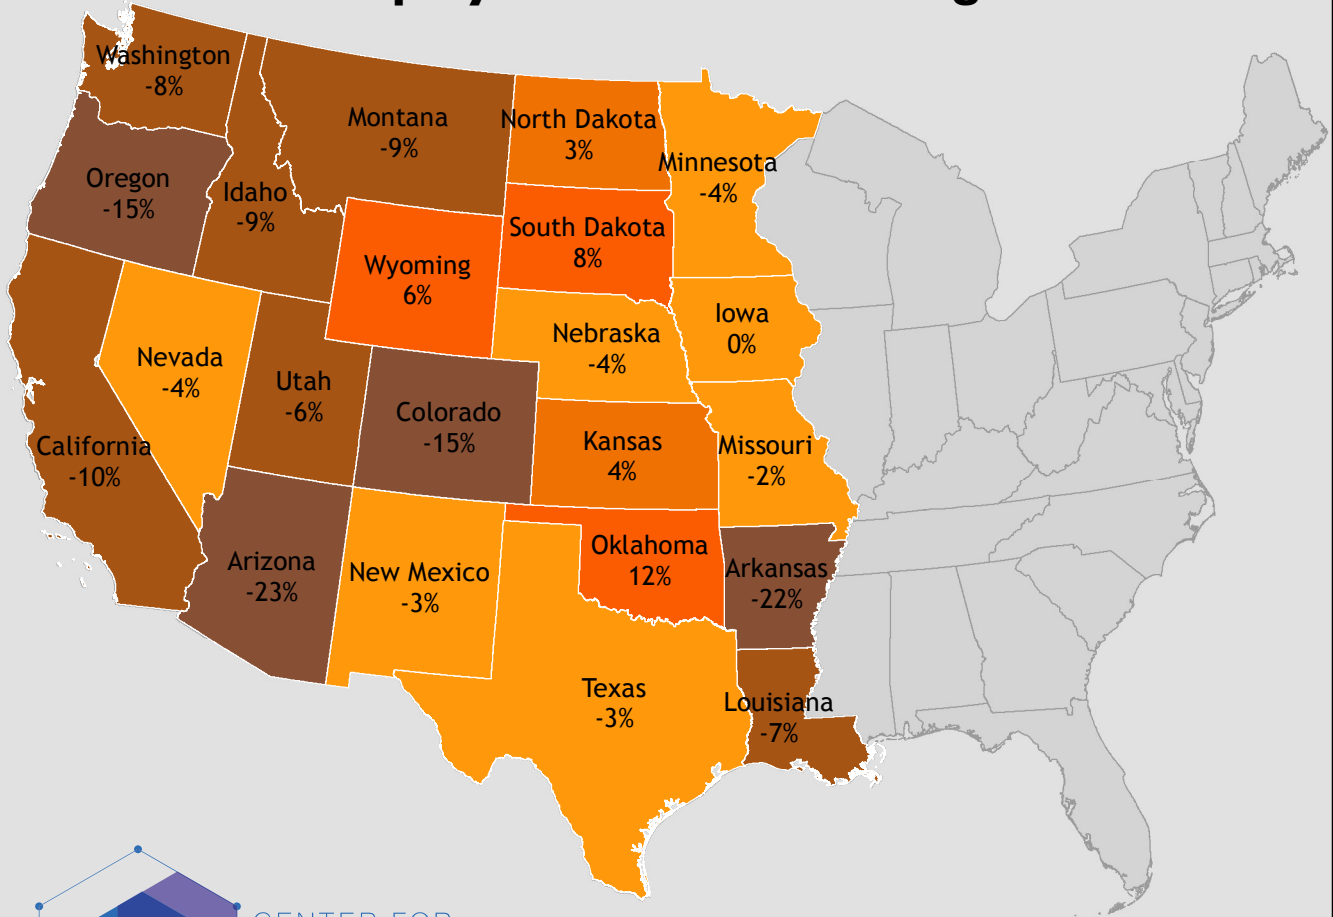 Washington
-8%
Montana
-9%
North Dakota
3%
Minnesota
-4%
Oregon
-15%
Idaho
-9%
South Dakota
8%
Wyoming
6%
Iowa
0%
Nebraska
-4%
Nevada
-4%
Utah
-6%
Colorado
-15%
Kansas
4%
Missouri
-2%
California
-10%
Arizona
-23%
New Mexico
-3%
Oklahoma
12%
Arkansas
-22%
Texas
-3%
Louisiana
-7%
CENTER FOR